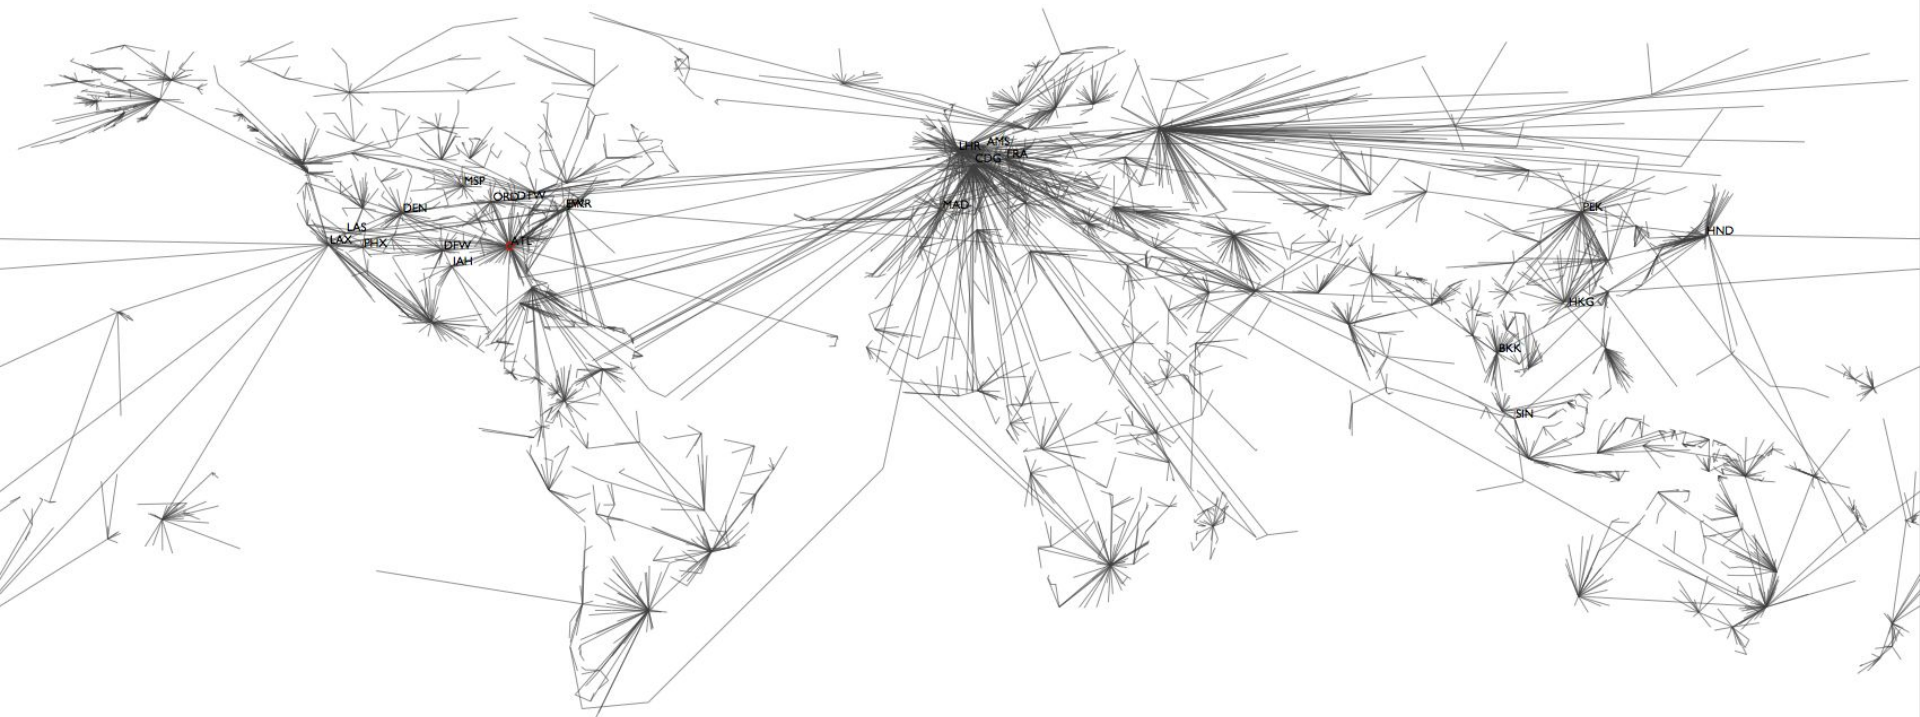 LHR
AMS
CDG
FRA
MSP
ORD
DTW
DEN
MAD
PEK
LAS
HND
LAX
PHX
DFW
ATL
IAH
HKG
BKK
SIN